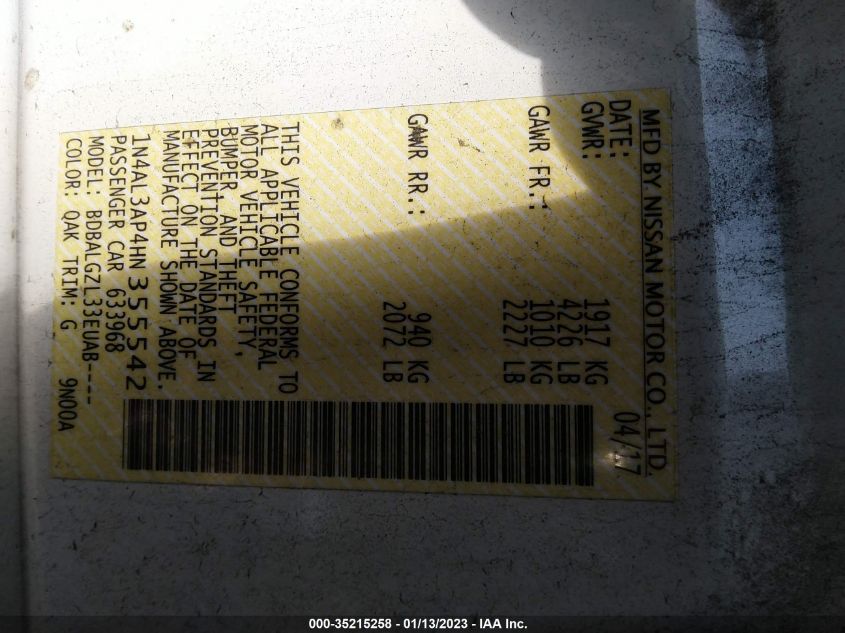 MFD BY NISSAN MOTOR CO., LTD.
DATE: 04/17
GVWR: 1917 KG
4226 LB
GAWR FR.: 1010 KG
2227 LB
GAWR RR.: 940 KG
2072 LB
THIS VEHICLE CONFORMS TO
ALL APPLICABLE FEDERAL
MOTOR VEHICLE SAFETY,
BUMPER, AND THEFT
PREVENTION STANDARDS IN
EFFECT ON THE DATE OF
MANUFACTURE SHOWN ABOVE.
1N4AL3AP4HN355542
PASSENGER CAR 633968
MODEL: BDBALGZL33EUAB----
COLOR: QAK TRIM: G 9N00A
000-35215258 - 01/13/2023 - IAA Inc.